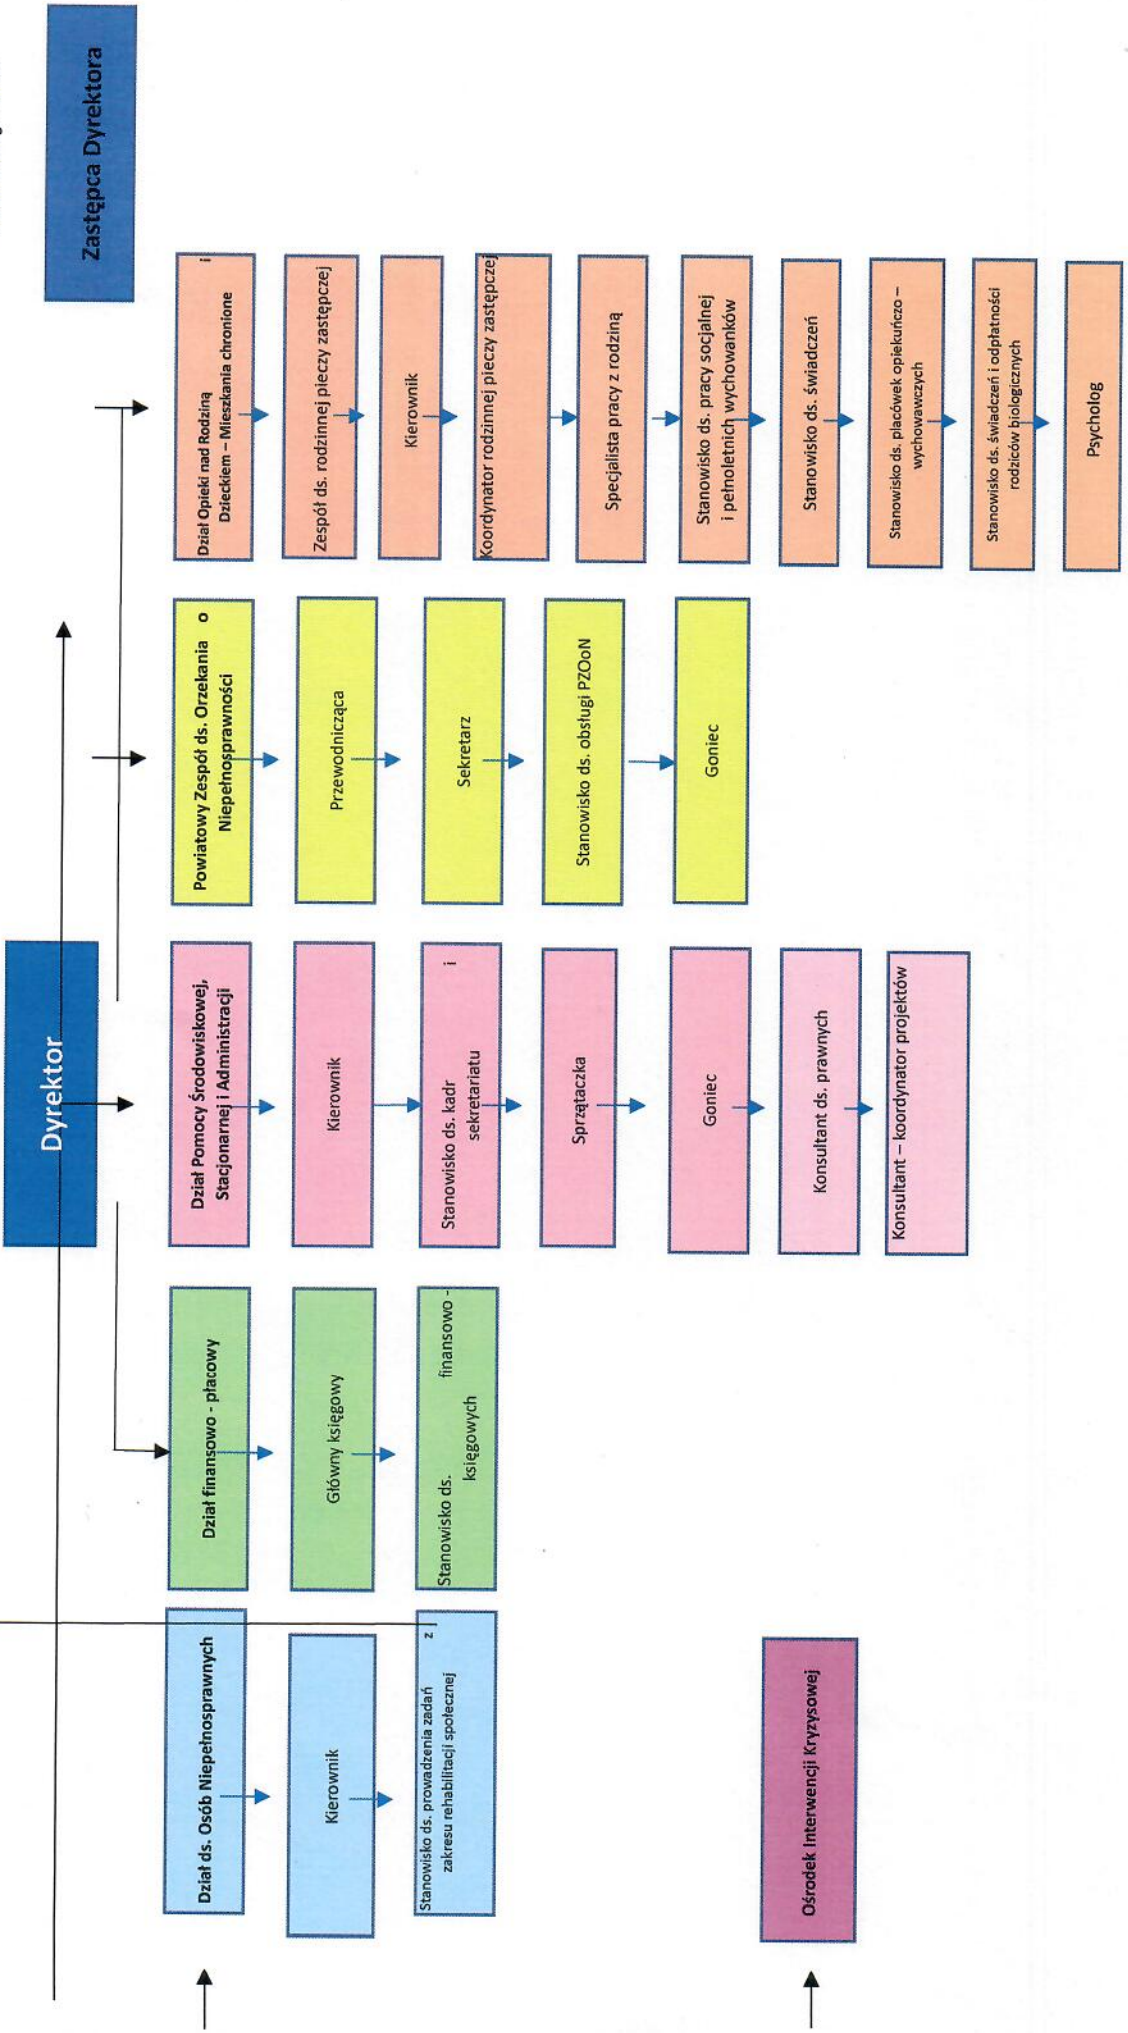 Dyrektor
Zastępca Dyrektora
Dział ds. Osób Niepełnosprawnych
Kierownik
Stanowisko ds. prowadzenia zadań z
zakresu rehabilitacji społecznej
Ośrodek Interwencji Kryzysowej
Dział finansowo - płacowy
Główny księgowy
Stanowisko ds. finansowo -
księgowych
Dział Pomocy Środowiskowej,
Stacjonarnej i Administracji
Kierownik
Stanowisko ds. kadr i
sekretariatu
Sprzątaczka
Goniec
Konsultant ds. prawnych
Konsultant – koordynator projektów
Powiatowy Zespół ds. Orzekania o
Niepełnosprawności
Przewodnicząca
Sekretarz
Stanowisko ds. obsługi PZOoN
Goniec
Dział Opieki nad Rodziną i
Dzieckiem – Mieszkania chronione
Zespół ds. rodzinnej pieczy zastępczej
Kierownik
Koordynator rodzinnej pieczy zastępczej
Specjalista pracy z rodziną
Stanowisko ds. pracy socjalnej
i pełnoletnich wychowanków
Stanowisko ds. świadczeń
Stanowisko ds. placówek opiekuńczo –
wychowawczych
Stanowisko ds. świadczeń i odpłatności
rodziców biologicznych
Psycholog